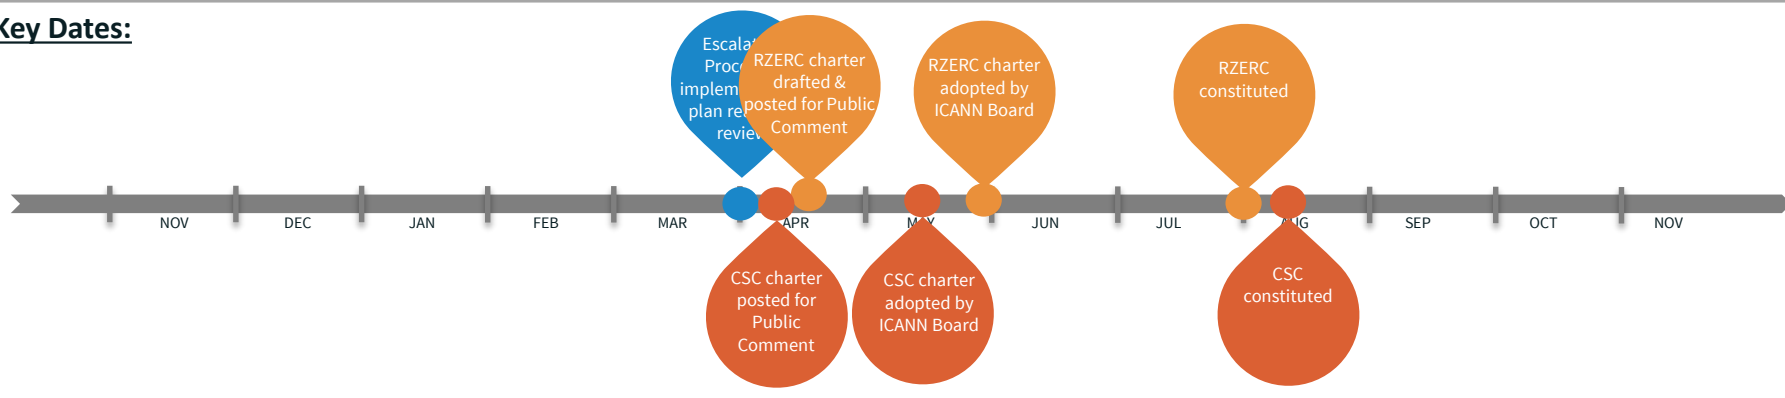 Key Dates:
RZERC charter
drafted &
posted for Public
Comment
RZERC charter
adopted by
ICANN Board
RZERC
constituted
NOV DEC JAN FEB MAR APR MAY JUN JUL AUG SEP OCT NOV
CSC charter
posted for
Public
Comment
CSC charter
adopted by
ICANN Board
CSC
constituted